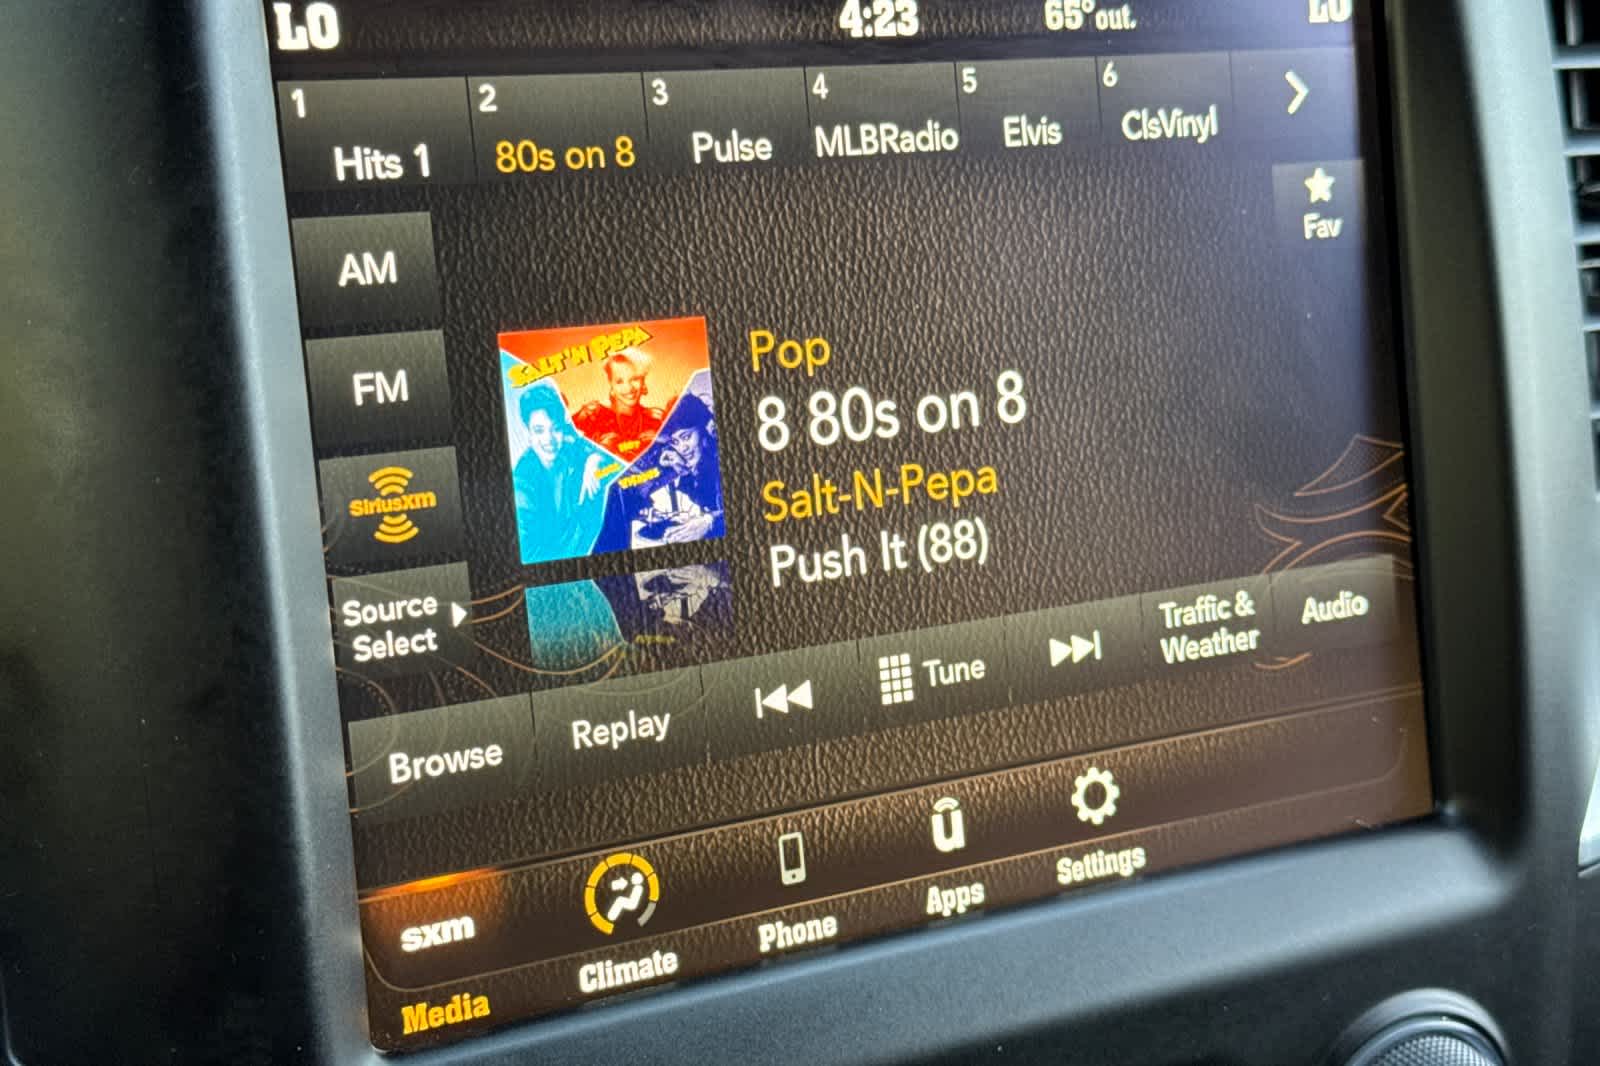 LO 4:23 65° out. LO
1 2 3 4 5 6
Hits 1 80s on 8 Pulse MLBRadio Elvis ClsVinyl
Fav
AM
FM
SiriusXM
Source
Select
SALT'N PEPA
Pop
8 80s on 8
Salt-N-Pepa
Push It (88)
Browse Replay Tune
Traffic &
Weather
Audio
sxm
Media
Climate
Phone
Apps
Settings